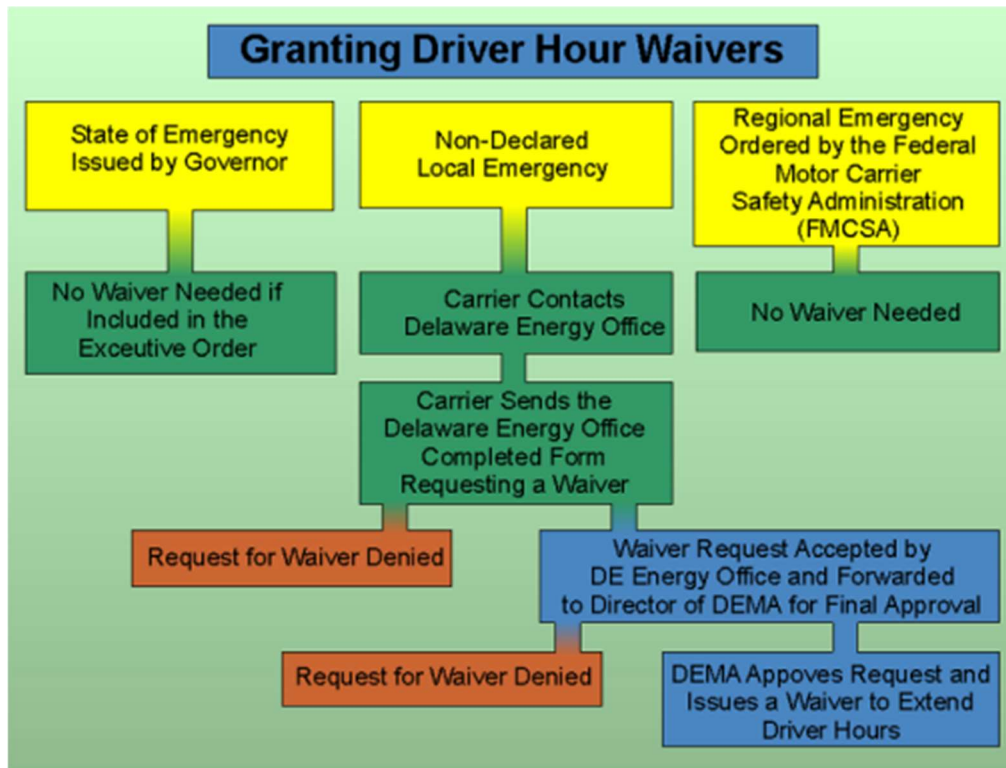 Granting Driver Hour Waivers
State of Emergency
Issued by Governor
Non-Declared
Local Emergency
Regional Emergency
Ordered by the Federal
Motor Carrier
Safety Administration
(FMCSA)
No Waiver Needed if
Included in the
Exceutive Order
Carrier Contacts
Delaware Energy Office
No Waiver Needed
Carrier Sends the
Delaware Energy Office
Completed Form
Requesting a Waiver
Request for Waiver Denied
Waiver Request Accepted by
DE Energy Office and Forwarded
to Director of DEMA for Final Approval
Request for Waiver Denied
DEMA Appoves Request and
Issues a Waiver to Extend
Driver Hours